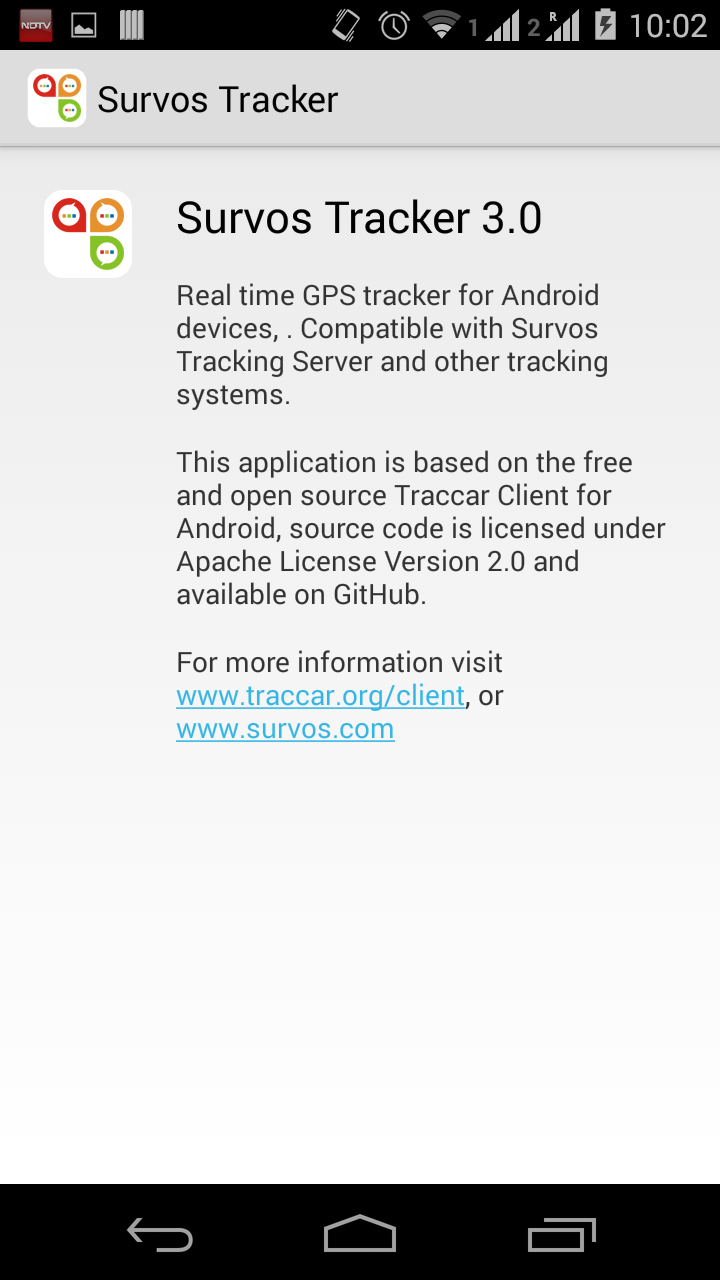 NDTV
1 2 R 10:02
Survos Tracker
Survos Tracker 3.0
Real time GPS tracker for Android
devices, . Compatible with Survos
Tracking Server and other tracking
systems.
This application is based on the free
and open source Traccar Client for
Android, source code is licensed under
Apache License Version 2.0 and
available on GitHub.
For more information visit
www.traccar.org/client, or
www.survos.com